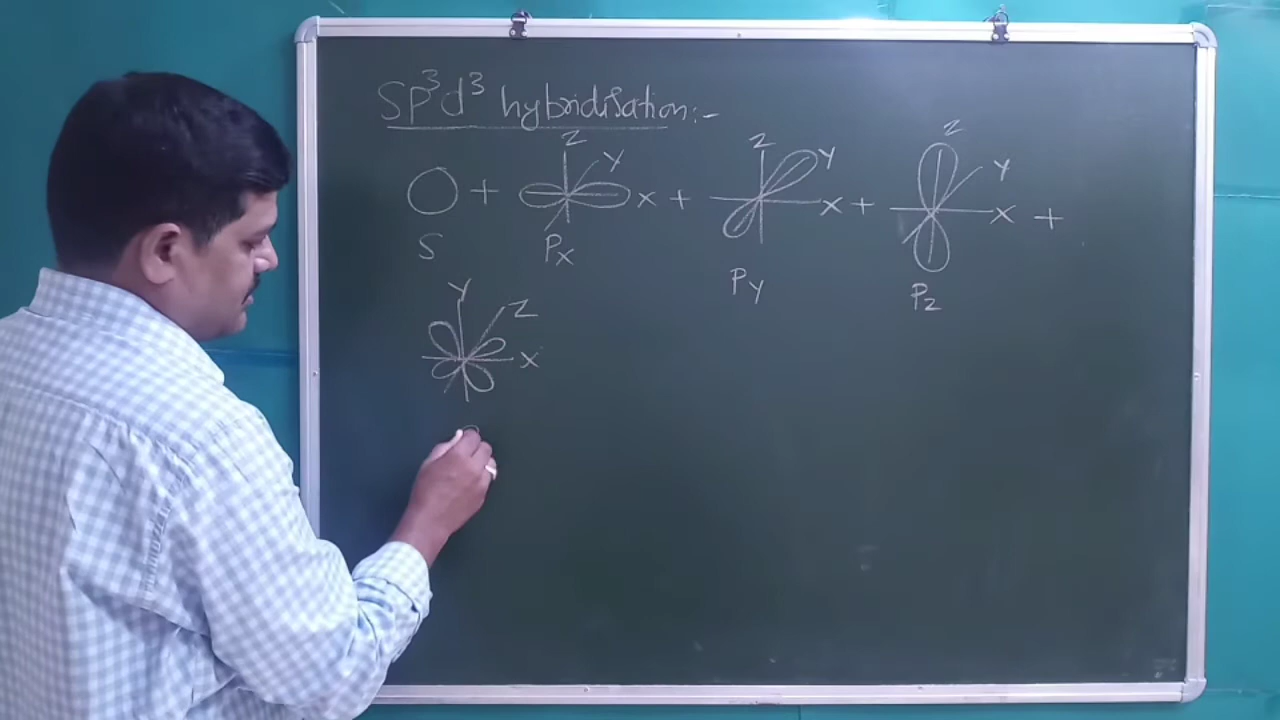 SP³d³ hybridisation:-
Z Y X + Z Y X + Z Y X +
S Px Py Pz
Y Z X